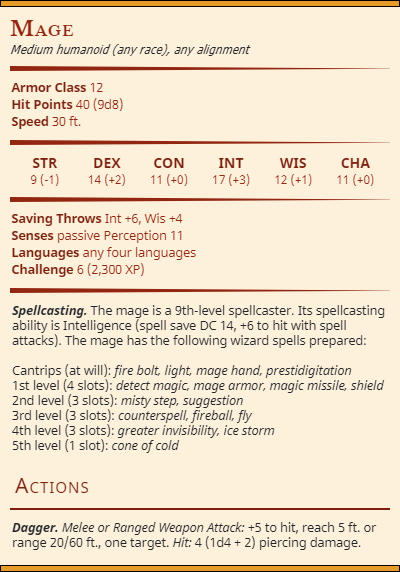 Mage
Medium humanoid (any race), any alignment
Armor Class 12
Hit Points 40 (9d8)
Speed 30 ft.
STR DEX CON INT WIS CHA
9 (-1) 14 (+2) 11 (+0) 17 (+3) 12 (+1) 11 (+0)
Saving Throws Int +6, Wis +4
Senses passive Perception 11
Languages any four languages
Challenge 6 (2,300 XP)
Spellcasting. The mage is a 9th-level spellcaster. Its spellcasting
ability is Intelligence (spell save DC 14, +6 to hit with spell
attacks). The mage has the following wizard spells prepared:
Cantrips (at will): fire bolt, light, mage hand, prestidigitation
1st level (4 slots): detect magic, mage armor, magic missile, shield
2nd level (3 slots): misty step, suggestion
3rd level (3 slots): counterspell, fireball, fly
4th level (3 slots): greater invisibility, ice storm
5th level (1 slot): cone of cold
Actions
Dagger. Melee or Ranged Weapon Attack: +5 to hit, reach 5 ft. or
range 20/60 ft., one target. Hit: 4 (1d4 + 2) piercing damage.